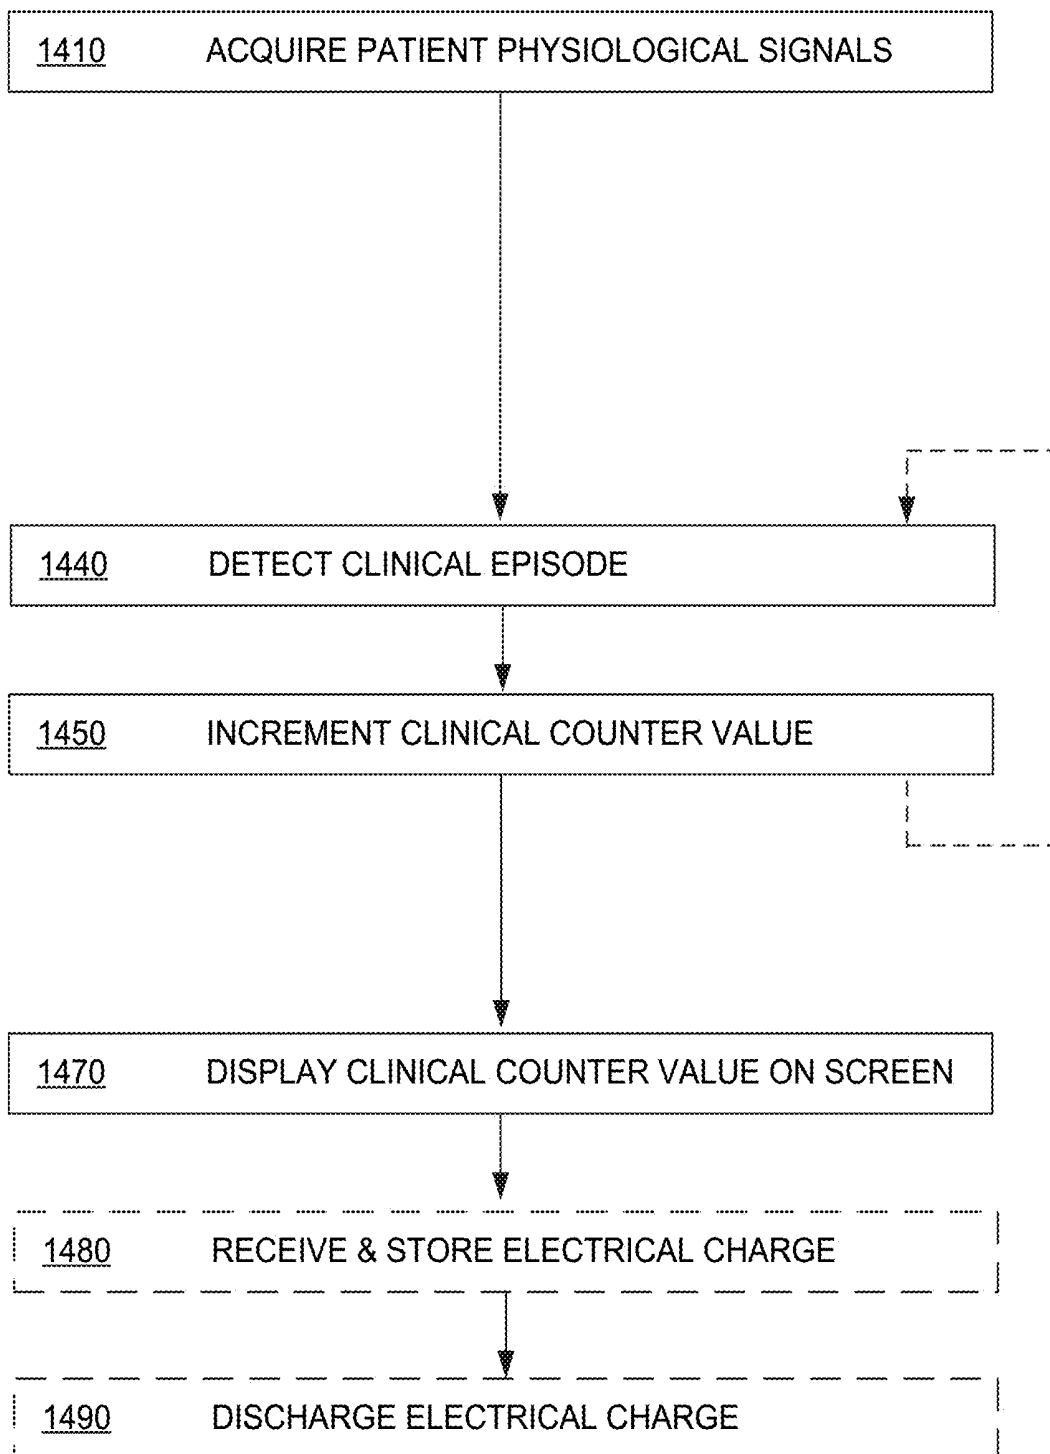 1410 ACQUIRE PATIENT PHYSIOLOGICAL SIGNALS
1440 DETECT CLINICAL EPISODE
1450 INCREMENT CLINICAL COUNTER VALUE
1470 DISPLAY CLINICAL COUNTER VALUE ON SCREEN
1480 RECEIVE & STORE ELECTRICAL CHARGE
1490 DISCHARGE ELECTRICAL CHARGE